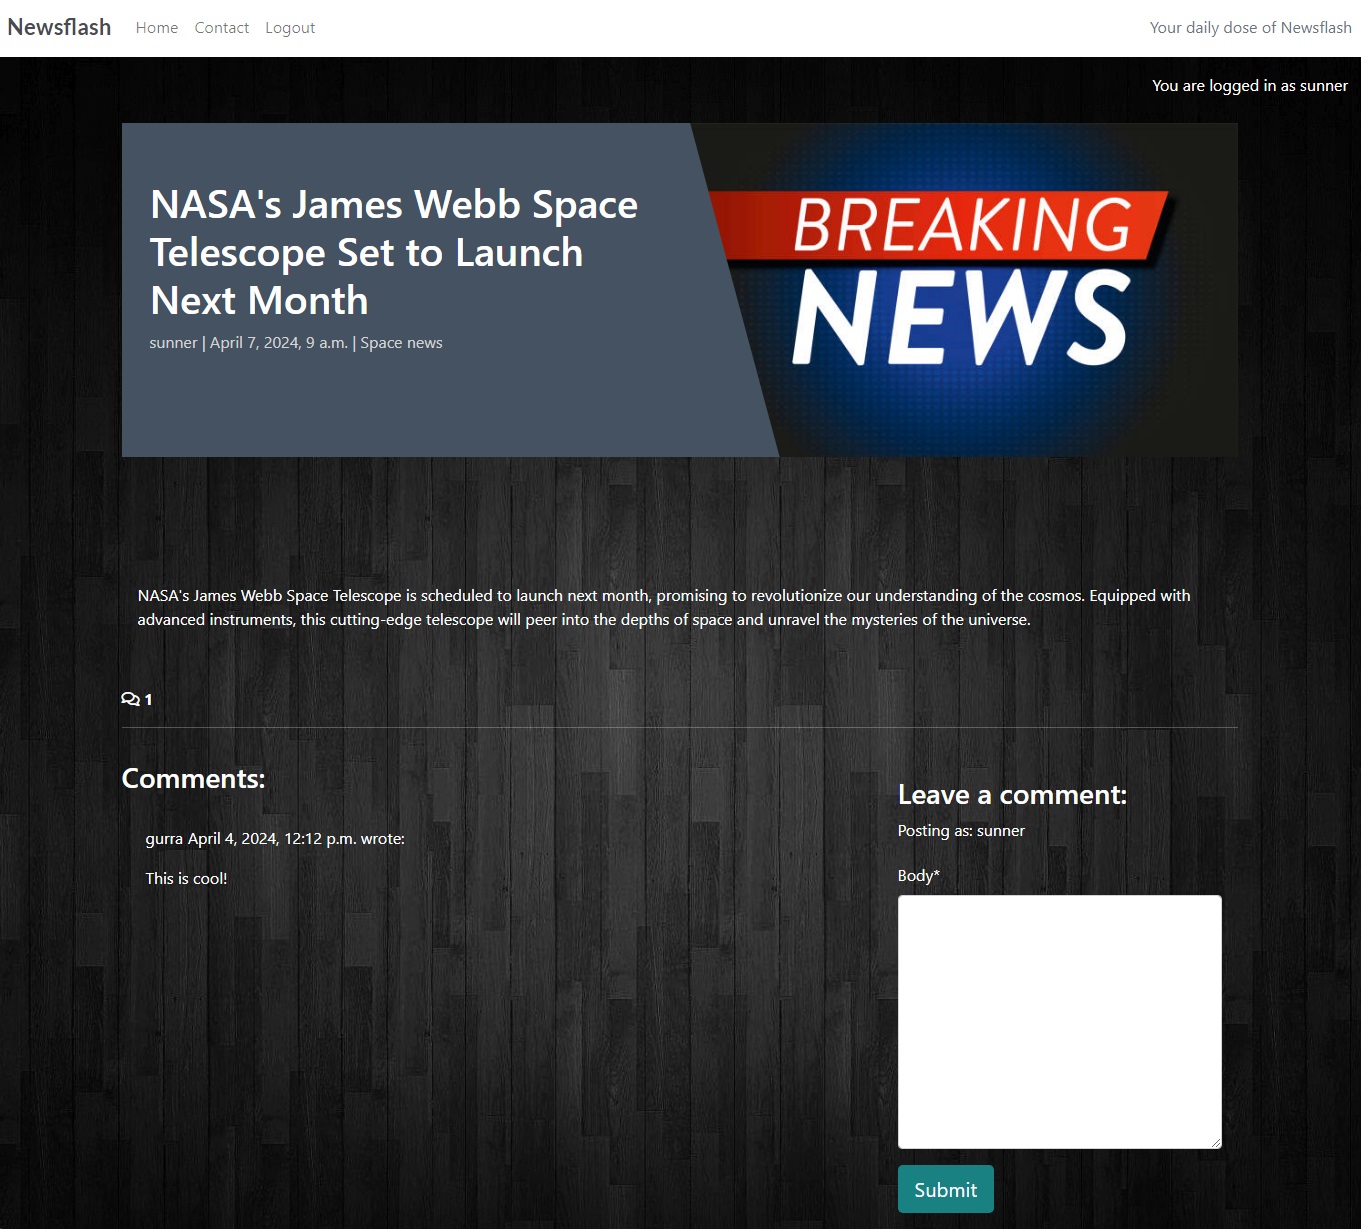 Newsflash Home Contact Logout Your daily dose of Newsflash
You are logged in as sunner
NASA's James Webb Space
Telescope Set to Launch
Next Month
sunner | April 7, 2024, 9 a.m. | Space news
BREAKING
NEWS
NASA's James Webb Space Telescope is scheduled to launch next month, promising to revolutionize our understanding of the cosmos. Equipped with
advanced instruments, this cutting-edge telescope will peer into the depths of space and unravel the mysteries of the universe.
1
Comments:
gurra April 4, 2024, 12:12 p.m. wrote:
This is cool!
Leave a comment:
Posting as: sunner
Body*
Submit